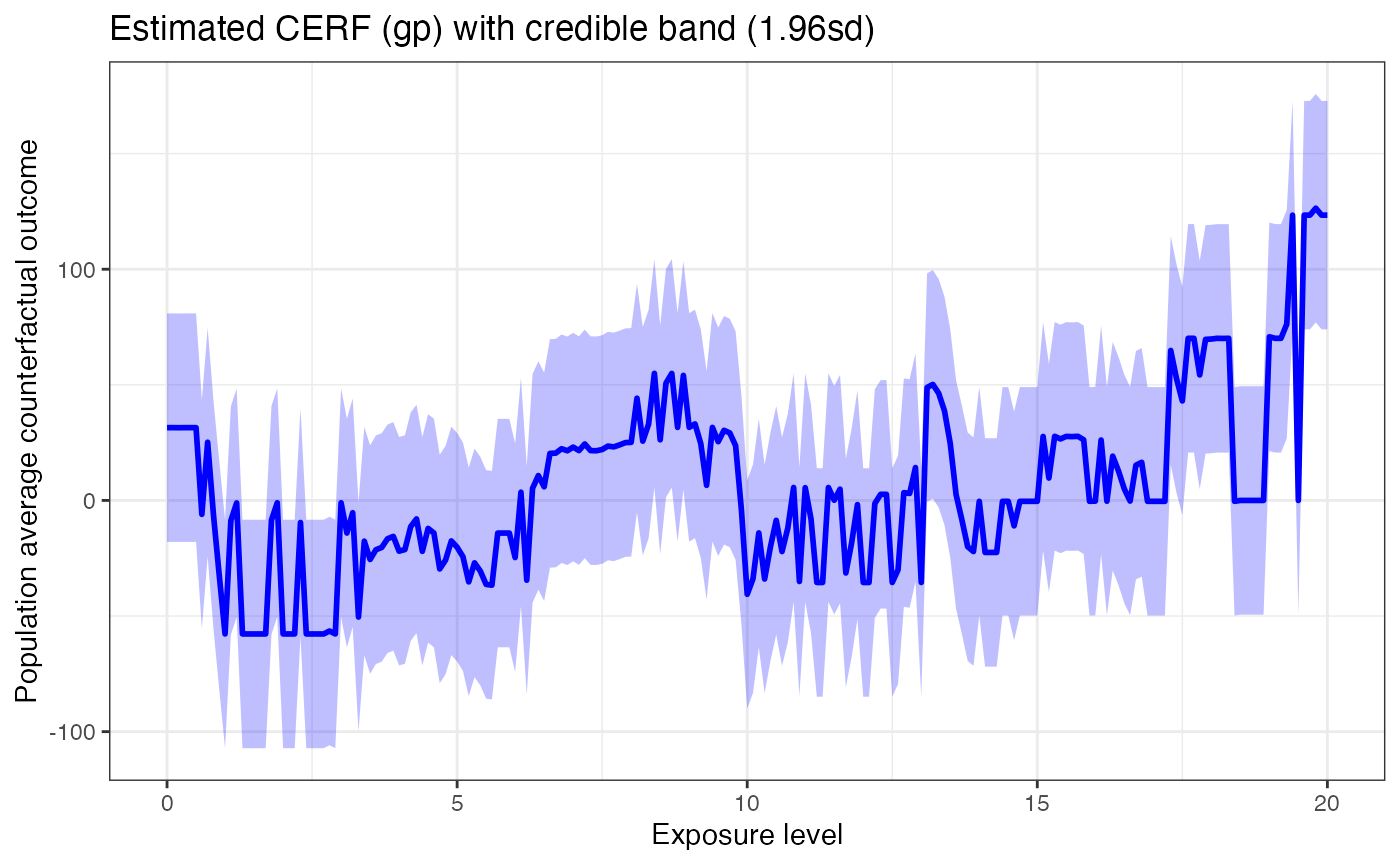 Estimated CERF (gp) with credible band (1.96sd)
Population average counterfactual outcome
100
0
-100
0 5 10 15 20
Exposure level